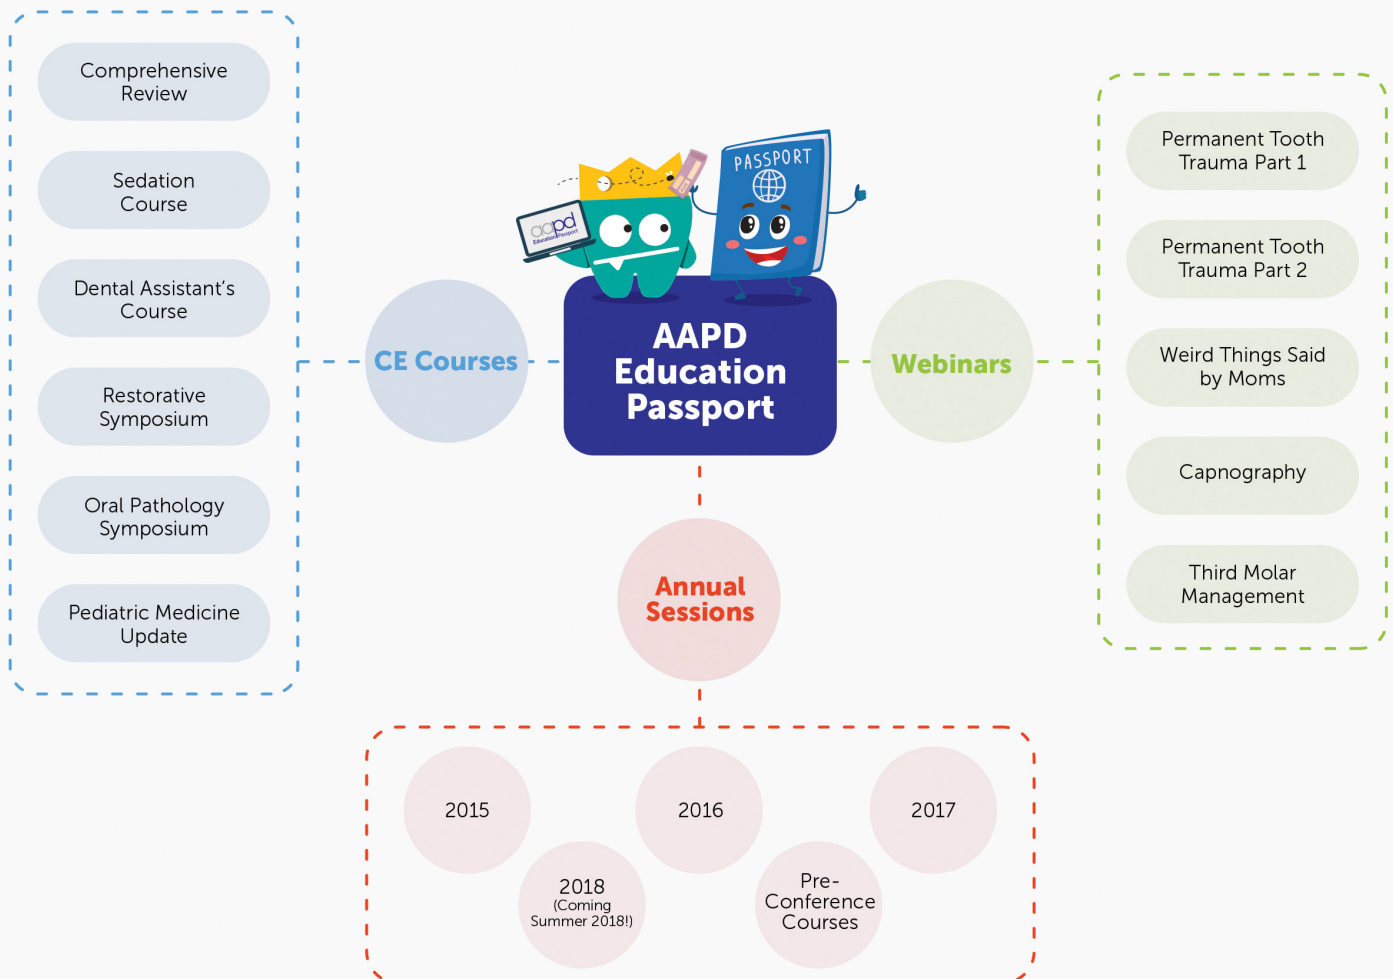 Comprehensive
Review
Sedation
Course
Dental Assistant’s
Course
Restorative
Symposium
Oral Pathology
Symposium
Pediatric Medicine
Update
CE Courses
aapd
Education Passport
PASSPORT
AAPD
Education
Passport
Webinars
Permanent Tooth
Trauma Part 1
Permanent Tooth
Trauma Part 2
Weird Things Said
by Moms
Capnography
Third Molar
Management
Annual
Sessions
2015
2016
2017
2018
(Coming
Summer 2018!)
Pre-
Conference
Courses